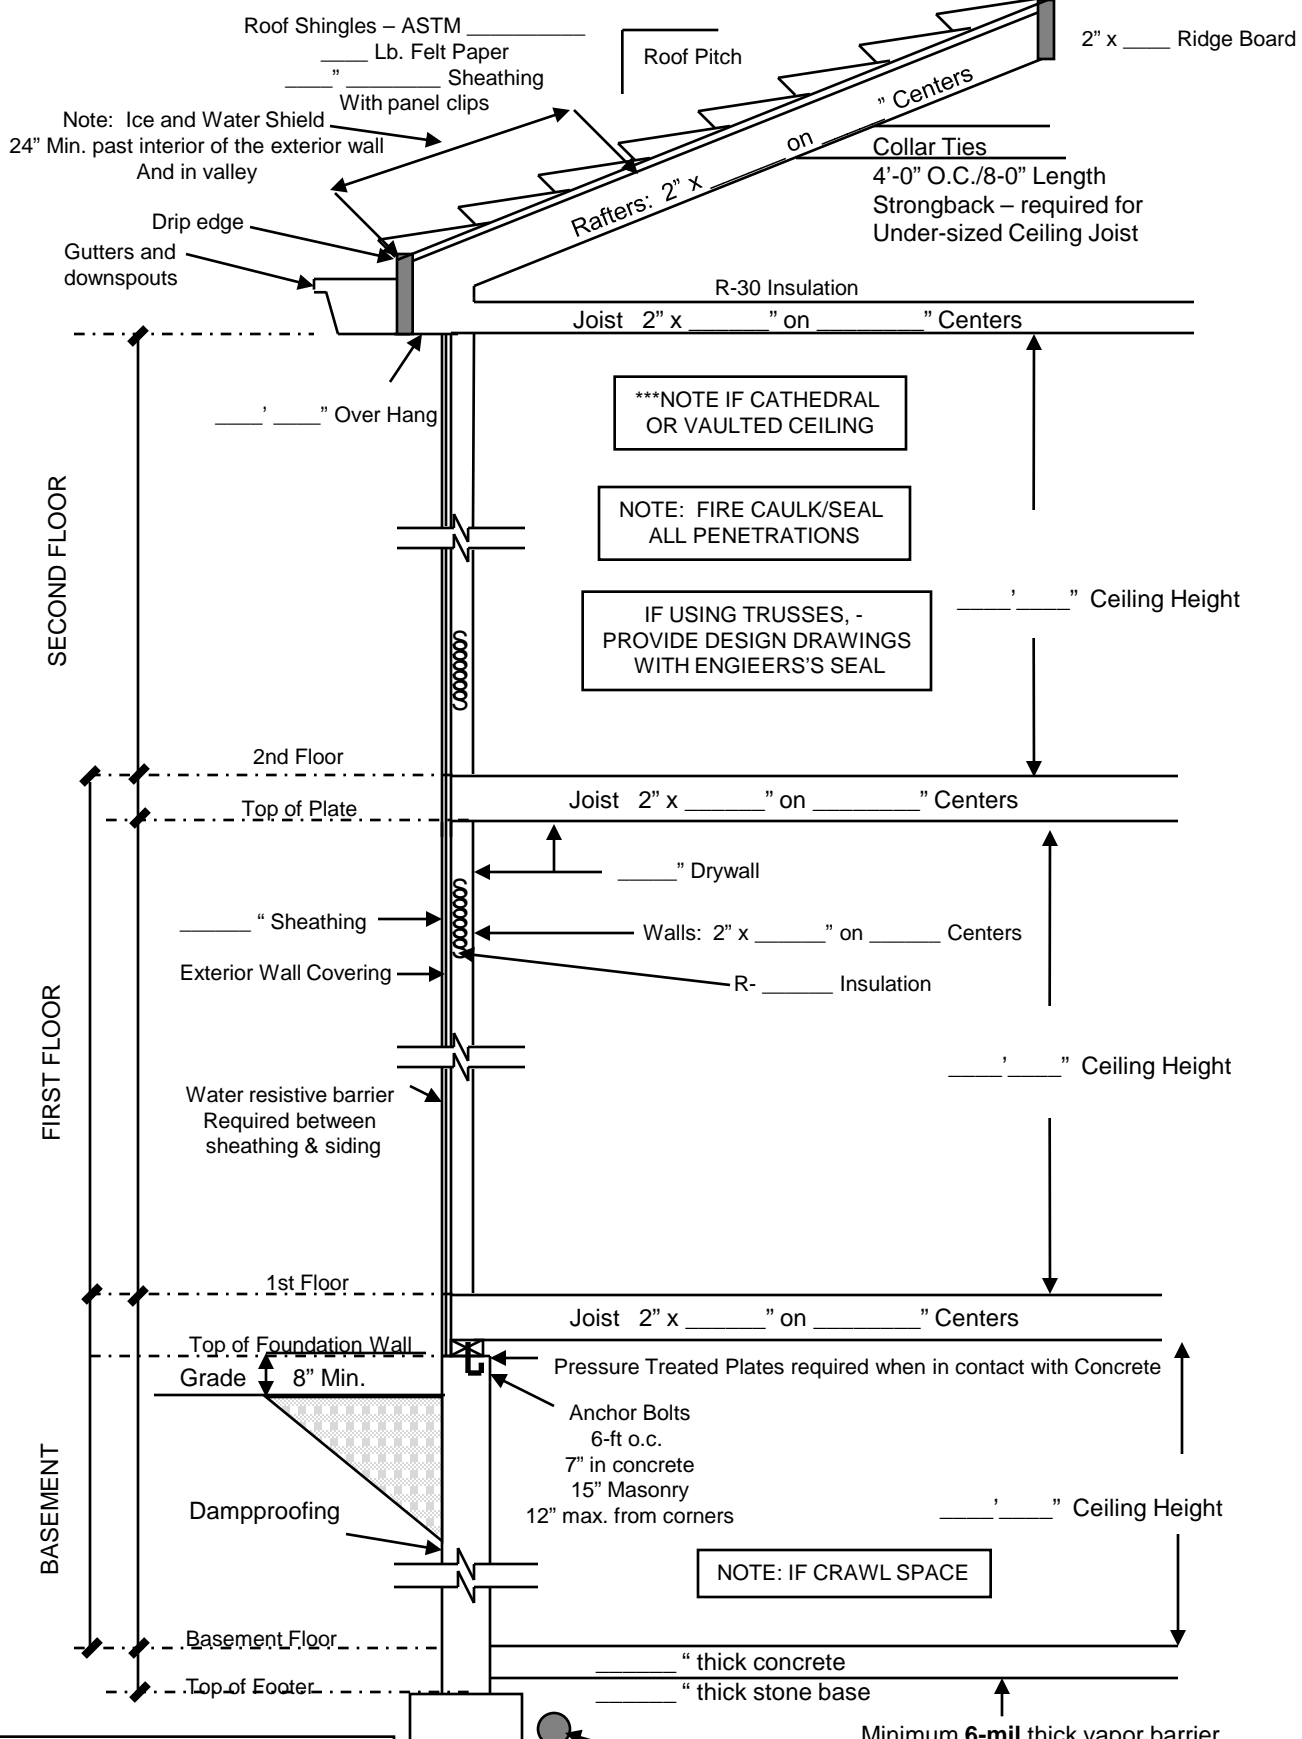 Roof Shingles – ASTM __________
____ Lb. Felt Paper
____” ________ Sheathing
With panel clips
Roof Pitch
2” x ____ Ridge Board
Note: Ice and Water Shield
24” Min. past interior of the exterior wall
And in valley
Rafters: 2” x ______ on ______” Centers
Collar Ties
4’-0” O.C./8-0” Length
Strongback – required for
Under-sized Ceiling Joist
Drip edge
Gutters and
downspouts
R-30 Insulation
Joist 2” x ______” on ________” Centers
____’ ____” Over Hang
***NOTE IF CATHEDRAL
OR VAULTED CEILING
NOTE: FIRE CAULK/SEAL
ALL PENETRATIONS
SECOND FLOOR
____’____” Ceiling Height
IF USING TRUSSES, -
PROVIDE DESIGN DRAWINGS
WITH ENGIEERS’S SEAL
2nd Floor
Joist 2” x ______” on ________” Centers
Top of Plate
_____” Drywall
______ “ Sheathing
Walls: 2” x ______” on ______ Centers
Exterior Wall Covering
R- ______ Insulation
FIRST FLOOR
____’____” Ceiling Height
Water resistive barrier
Required between
sheathing & siding
1st Floor
Joist 2” x ______” on ________” Centers
Top of Foundation Wall
Pressure Treated Plates required when in contact with Concrete
Grade 8” Min.
Anchor Bolts
6-ft o.c.
7” in concrete
15” Masonry
12” max. from corners
BASEMENT
Dampproofing
____’____” Ceiling Height
NOTE: IF CRAWL SPACE
Basement Floor
______ “ thick concrete
Top of Footer
______ “ thick stone base
Minimum 6-mil thick vapor barrier